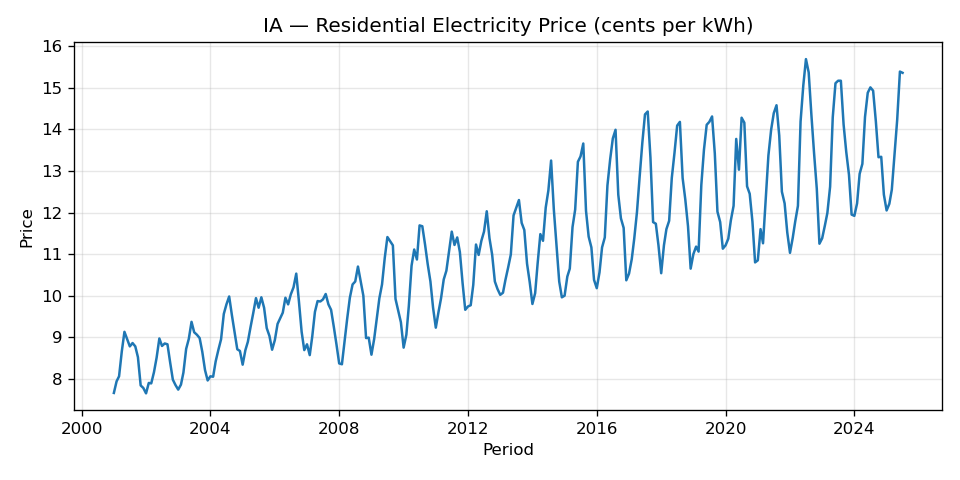 IA — Residential Electricity Price (cents per kWh)
Price
16
15
14
13
12
11
10
9
8
2000 2004 2008 2012 2016 2020 2024
Period